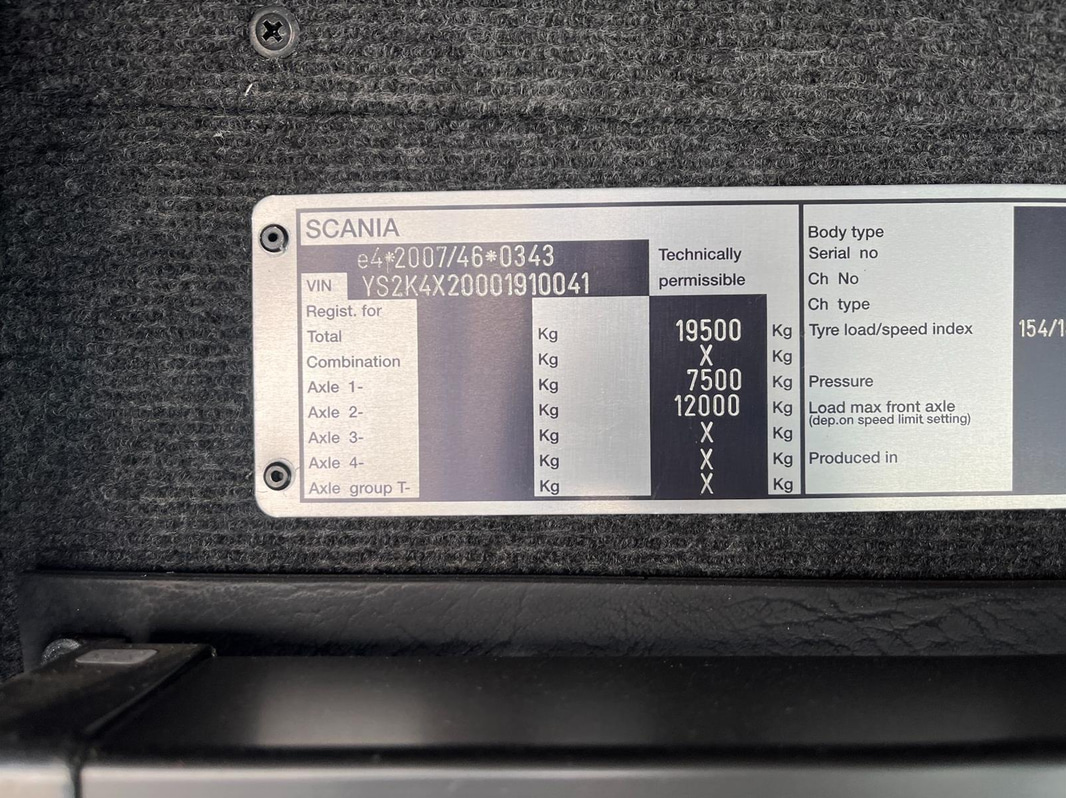 SCANIA
e4*2007/46*0343
VIN YS2K4X20001910041
Technically
permissible
Regist. for
Total Kg 19500 Kg
Combination Kg X Kg
Axle 1- Kg 7500 Kg
Axle 2- Kg 12000 Kg
Axle 3- Kg X Kg
Axle 4- Kg X Kg
Axle group T- Kg X Kg
Body type
Serial no
Ch No
Ch type
Tyre load/speed index 154/1
Pressure
Load max front axle
(dep.on speed limit setting)
Produced in